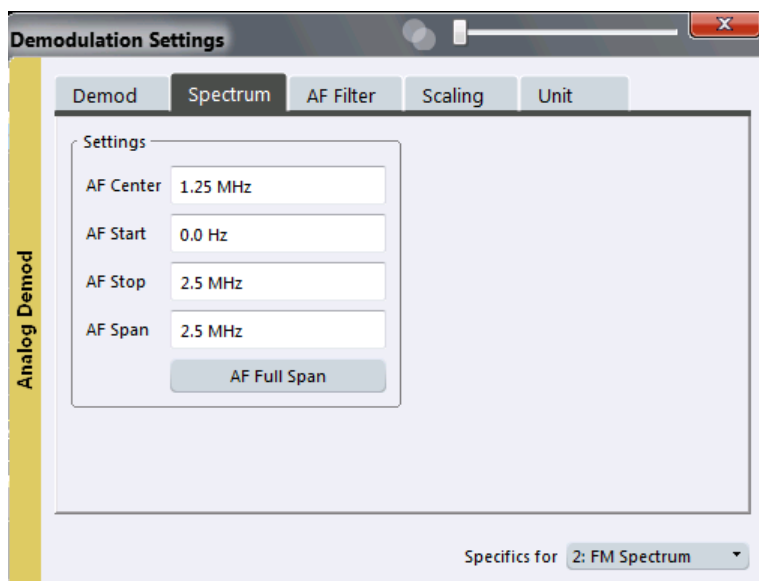 Demodulation Settings
Demod Spectrum AF Filter Scaling Unit
Settings
AF Center 1.25 MHz
AF Start 0.0 Hz
AF Stop 2.5 MHz
AF Span 2.5 MHz
AF Full Span
Analog Demod
Specifics for 2: FM Spectrum